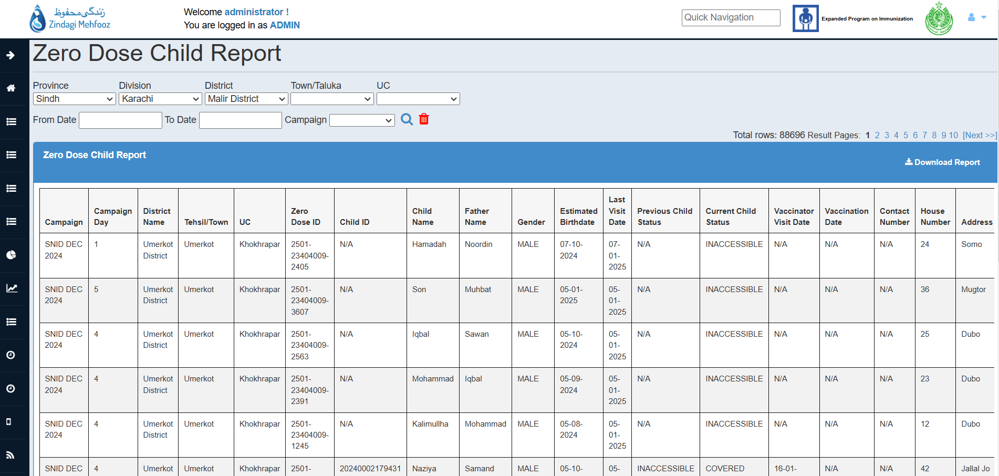 زندگی محفوظ
Zindagi Mehfooz
Welcome administrator !
You are logged in as ADMIN
Quick Navigation
Expanded Program on Immunization
Zero Dose Child Report
Province Division District Town/Taluka UC
Sindh Karachi Malir District
From Date To Date Campaign
Total rows: 88696 Result Pages: 1 2 3 4 5 6 7 8 9 10 [Next >>]
Zero Dose Child Report
Download Report
Campaign Campaign Day District Name Tehsil/Town UC Zero Dose ID Child ID Child Name Father Name Gender Estimated Birthdate Last Visit Date Previous Child Status Current Child Status Vaccinator Visit Date Vaccination Date Contact Number House Number Address
SNID DEC 2024 1 Umerkot District Umerkot Khokhrapar 2501-23404009-2405 N/A Hamadah Noordin MALE 07-10-2024 07-01-2025 N/A INACCESSIBLE N/A N/A N/A 24 Somo
SNID DEC 2024 5 Umerkot District Umerkot Khokhrapar 2501-23404009-3607 N/A Son Muhbat MALE 05-01-2025 05-01-2025 N/A INACCESSIBLE N/A N/A N/A 36 Mugtor
SNID DEC 2024 4 Umerkot District Umerkot Khokhrapar 2501-23404009-2563 N/A Iqbal Sawan MALE 05-10-2024 05-01-2025 N/A INACCESSIBLE N/A N/A N/A 25 Dubo
SNID DEC 2024 4 Umerkot District Umerkot Khokhrapar 2501-23404009-2391 N/A Mohammad Iqbal MALE 05-09-2024 05-01-2025 N/A INACCESSIBLE N/A N/A N/A 23 Dubo
SNID DEC 2024 4 Umerkot District Umerkot Khokhrapar 2501-23404009-1245 N/A Kalimullha Mohammad MALE 05-08-2024 05-01-2025 N/A INACCESSIBLE N/A N/A N/A 12 Dubo
SNID DEC 4 Umerkot Umerkot Khokhrapar 2501- 20240002179431 Naziya Samand MALE 05-10- 05- INACCESSIBLE COVERED 16-01- N/A N/A 42 Jallal Jo